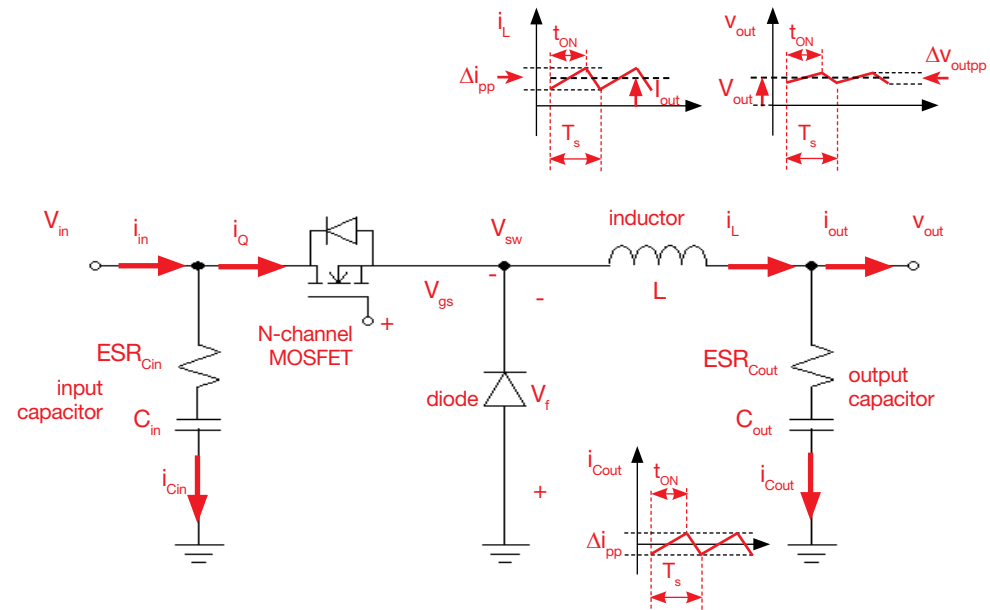 i_L
t_ON
Δi_pp
I_out
T_s
v_out
t_ON
Δv_outpp
V_out
T_s
V_in
i_in
i_Q
V_sw
inductor
i_L
i_out
v_out
-
-
V_gs
L
+
N-channel
MOSFET
ESR_Cin
input
capacitor
C_in
i_Cin
diode
V_f
+
ESR_Cout
output
capacitor
C_out
i_Cout
i_Cout
t_ON
Δi_pp
T_s